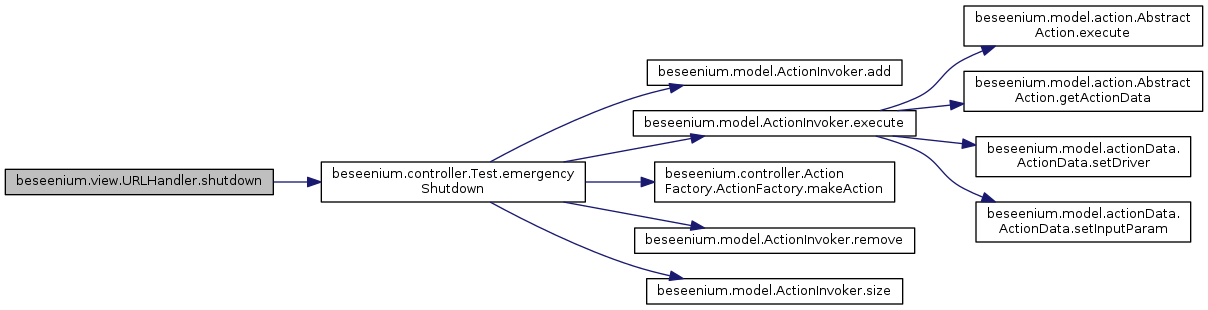 beseenium.view.URLHandler.shutdown
beseenium.controller.Test.emergency
Shutdown
beseenium.model.ActionInvoker.add
beseenium.model.ActionInvoker.execute
beseenium.controller.Action
Factory.ActionFactory.makeAction
beseenium.model.ActionInvoker.remove
beseenium.model.ActionInvoker.size
beseenium.model.action.Abstract
Action.execute
beseenium.model.action.Abstract
Action.getActionData
beseenium.model.actionData.
ActionData.setDriver
beseenium.model.actionData.
ActionData.setInputParam